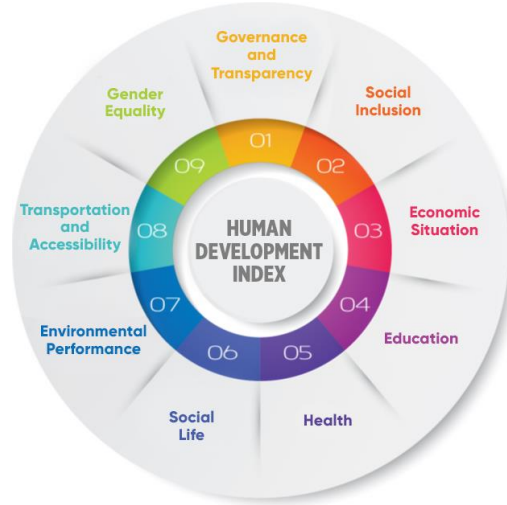 HUMAN
DEVELOPMENT
INDEX
01
Governance
and
Transparency
02
Social
Inclusion
03
Economic
Situation
04
Education
05
Health
06
Social
Life
07
Environmental
Performance
08
Transportation
and
Accessibility
09
Gender
Equality